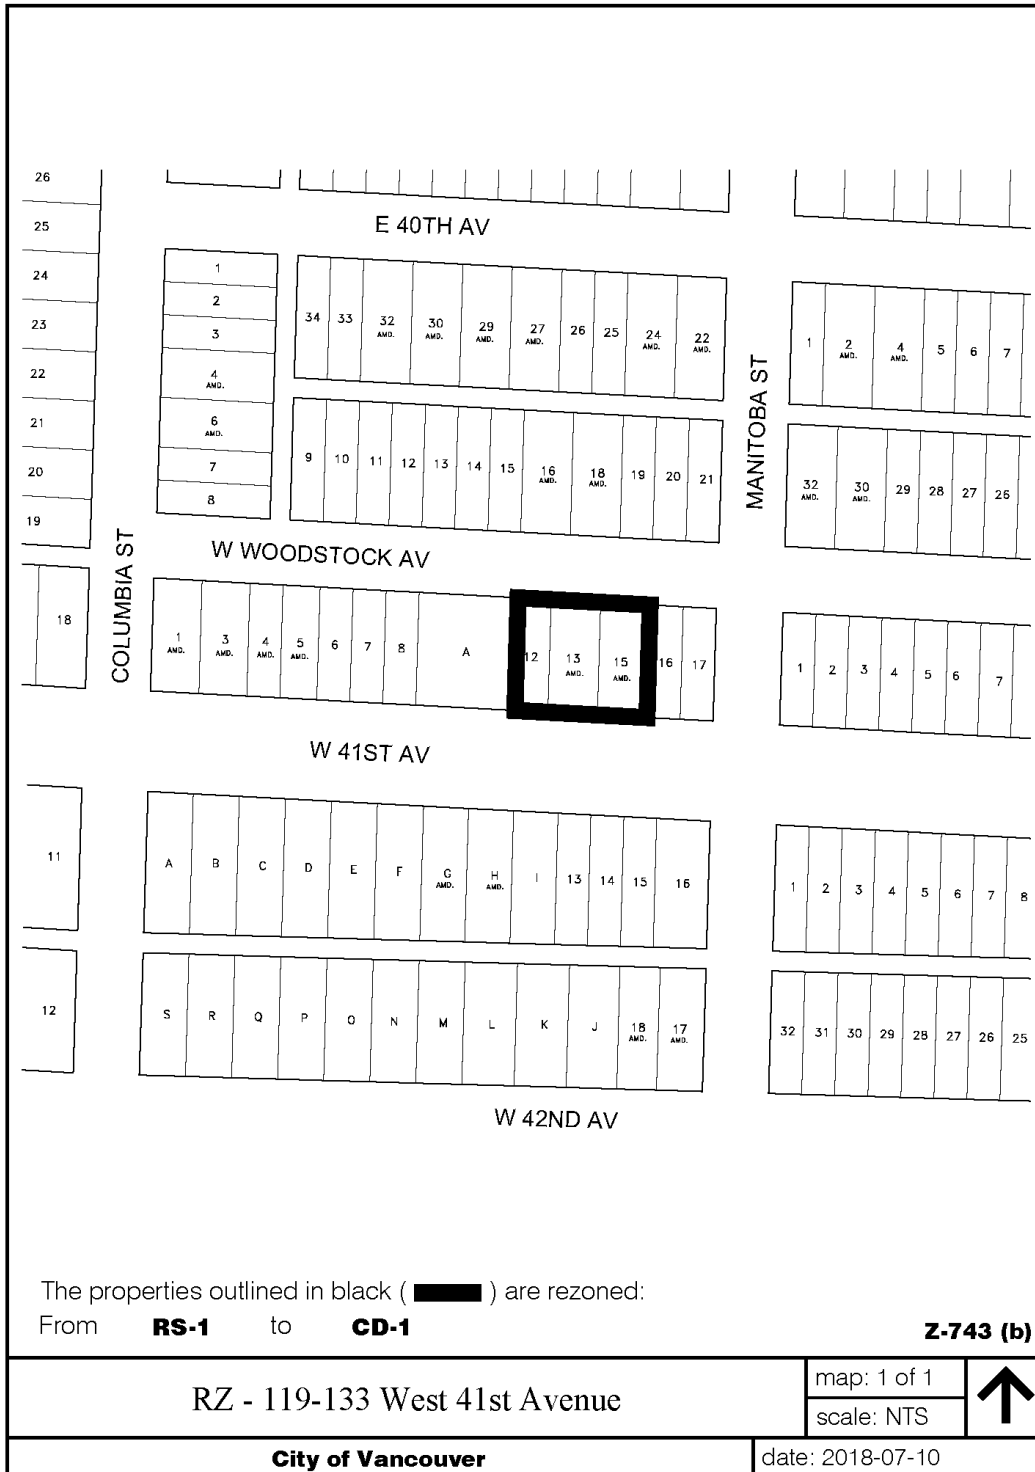 26
25
24
23
22
21
20
19
18
11
12
COLUMBIA ST
E 40TH AV
1
2
3
4
AMD.
6
AMD.
7
8
34 33 32 30 29 27 26 25 24 22
AMD. AMD. AMD. AMD. AMD. AMD.
9 10 11 12 13 14 15 16 18 19 20 21
AMD. AMD.
MANITOBA ST
1 2 4 5 6 7
AMD. AMD.
32 30 29 28 27 26
AMD. AMD.
W WOODSTOCK AV
1 3 4 5 6 7 8 A 12 13 15 16 17
AMD. AMD. AMD. AMD. AMD. AMD.
1 2 3 4 5 6 7
W 41ST AV
A B C D E F G H I 13 14 15 16
AMD. AMD.
1 2 3 4 5 6 7 8
S R Q P O N M L K J 18 17
AMD. AMD.
32 31 30 29 28 27 26 25
W 42ND AV
The properties outlined in black ( ) are rezoned:
From RS-1 to CD-1
Z-743 (b)
RZ - 119-133 West 41st Avenue
map: 1 of 1
scale: NTS
City of Vancouver
date: 2018-07-10